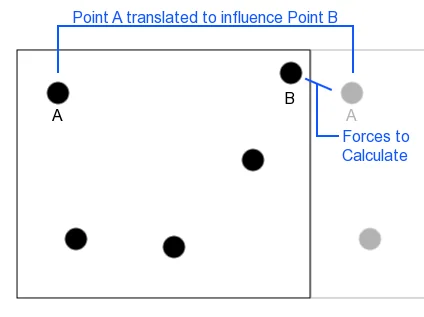 Point A translated to influence Point B
A
B
A
Forces to
Calculate